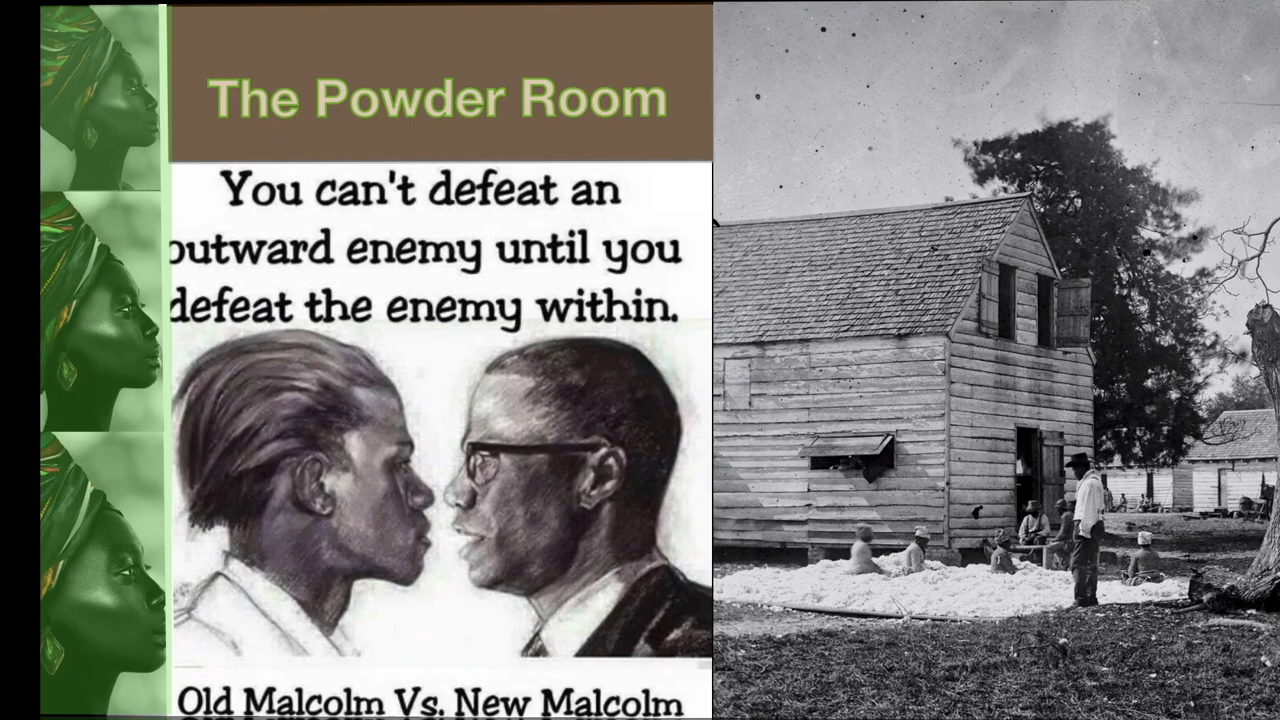 The Powder Room
You can't defeat an
outward enemy until you
defeat the enemy within.
Old Malcolm Vs. New Malcolm